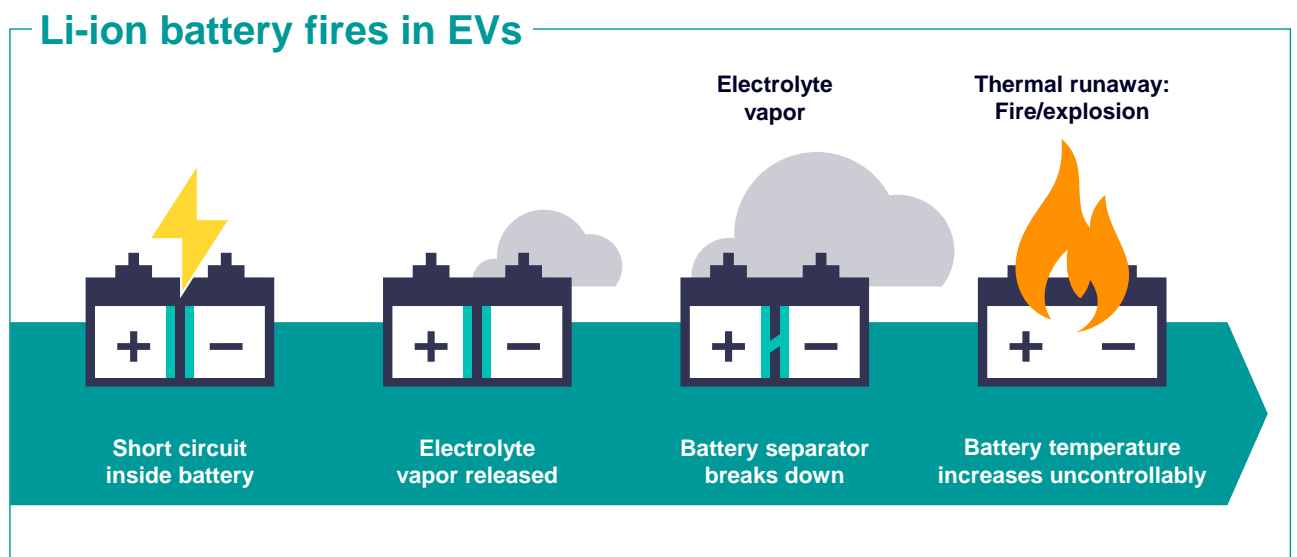 Li-ion battery fires in EVs
Electrolyte
vapor
Thermal runaway:
Fire/explosion
+ −
+ −
+ −
+ −
Short circuit
inside battery
Electrolyte
vapor released
Battery separator
breaks down
Battery temperature
increases uncontrollably